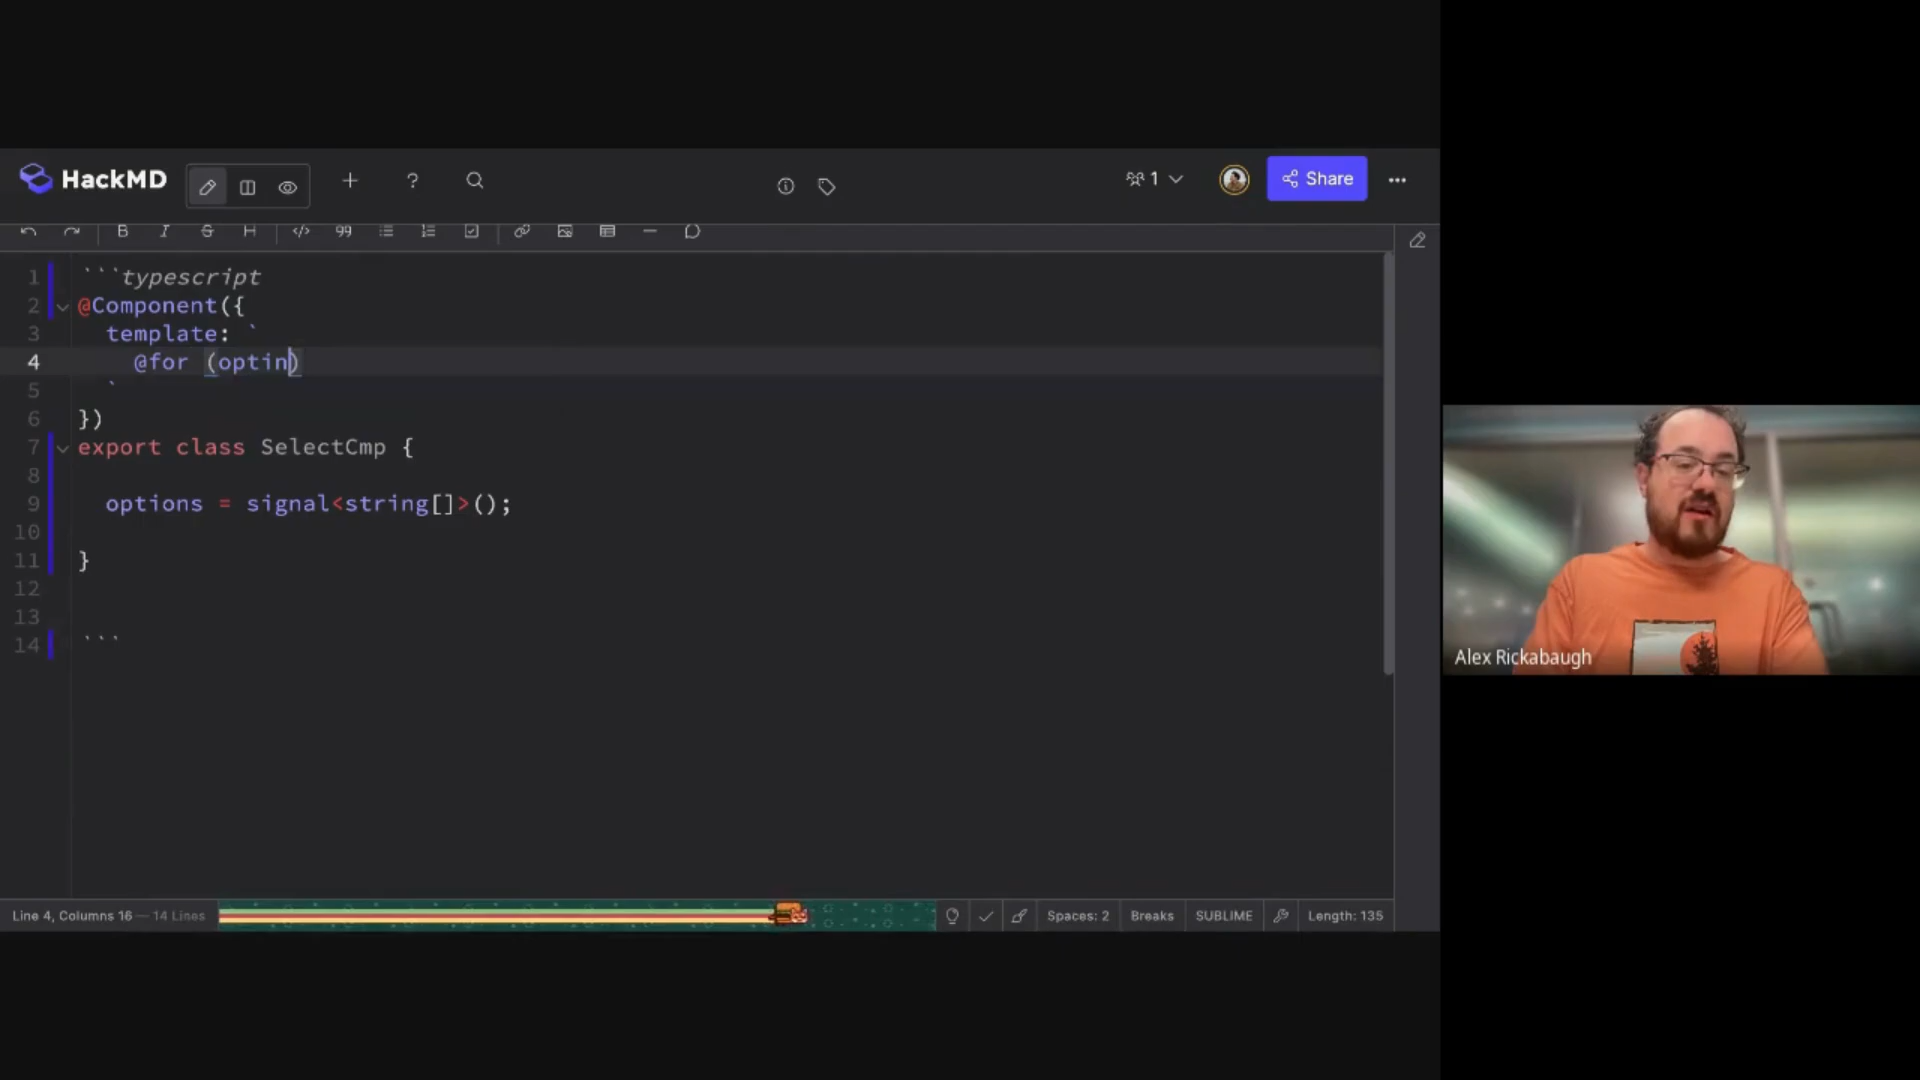 HackMD
1
Share
1 ```typescript
2 @Component({
3 template: `
4 @for (optin)
5 `
6 })
7 export class SelectCmp {
8
9 options = signal<string[]>();
10
11 }
12
13
14 ```
Alex Rickabaugh
Line 4, Columns 16 — 14 Lines
Spaces: 2
Breaks
SUBLIME
Length: 135